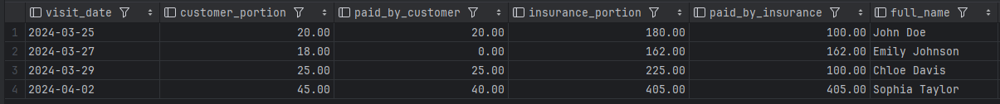 visit_date customer_portion paid_by_customer insurance_portion paid_by_insurance full_name
1 2024-03-25 20.00 20.00 180.00 100.00 John Doe
2 2024-03-27 18.00 0.00 162.00 162.00 Emily Johnson
3 2024-03-29 25.00 25.00 225.00 100.00 Chloe Davis
4 2024-04-02 45.00 40.00 405.00 405.00 Sophia Taylor